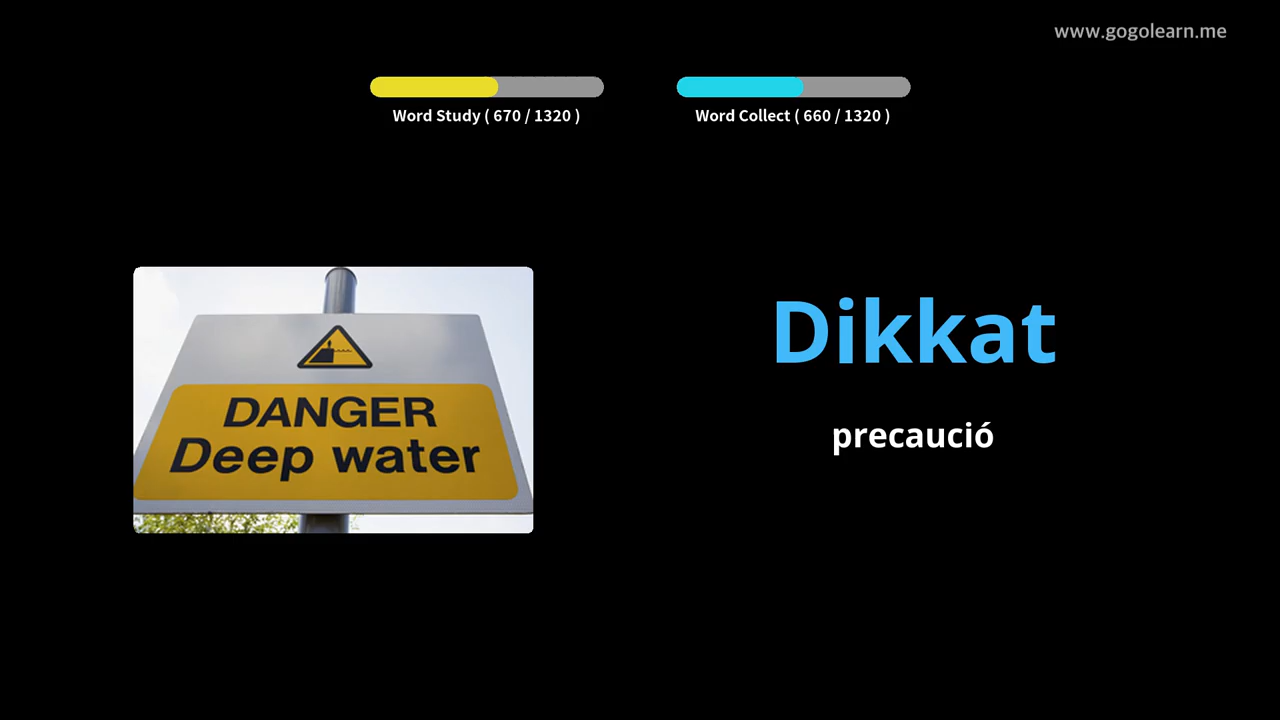 www.gogolearn.me
Word Study ( 670 / 1320 )
Word Collect ( 660 / 1320 )
DANGER
Deep water
Dikkat
precaució